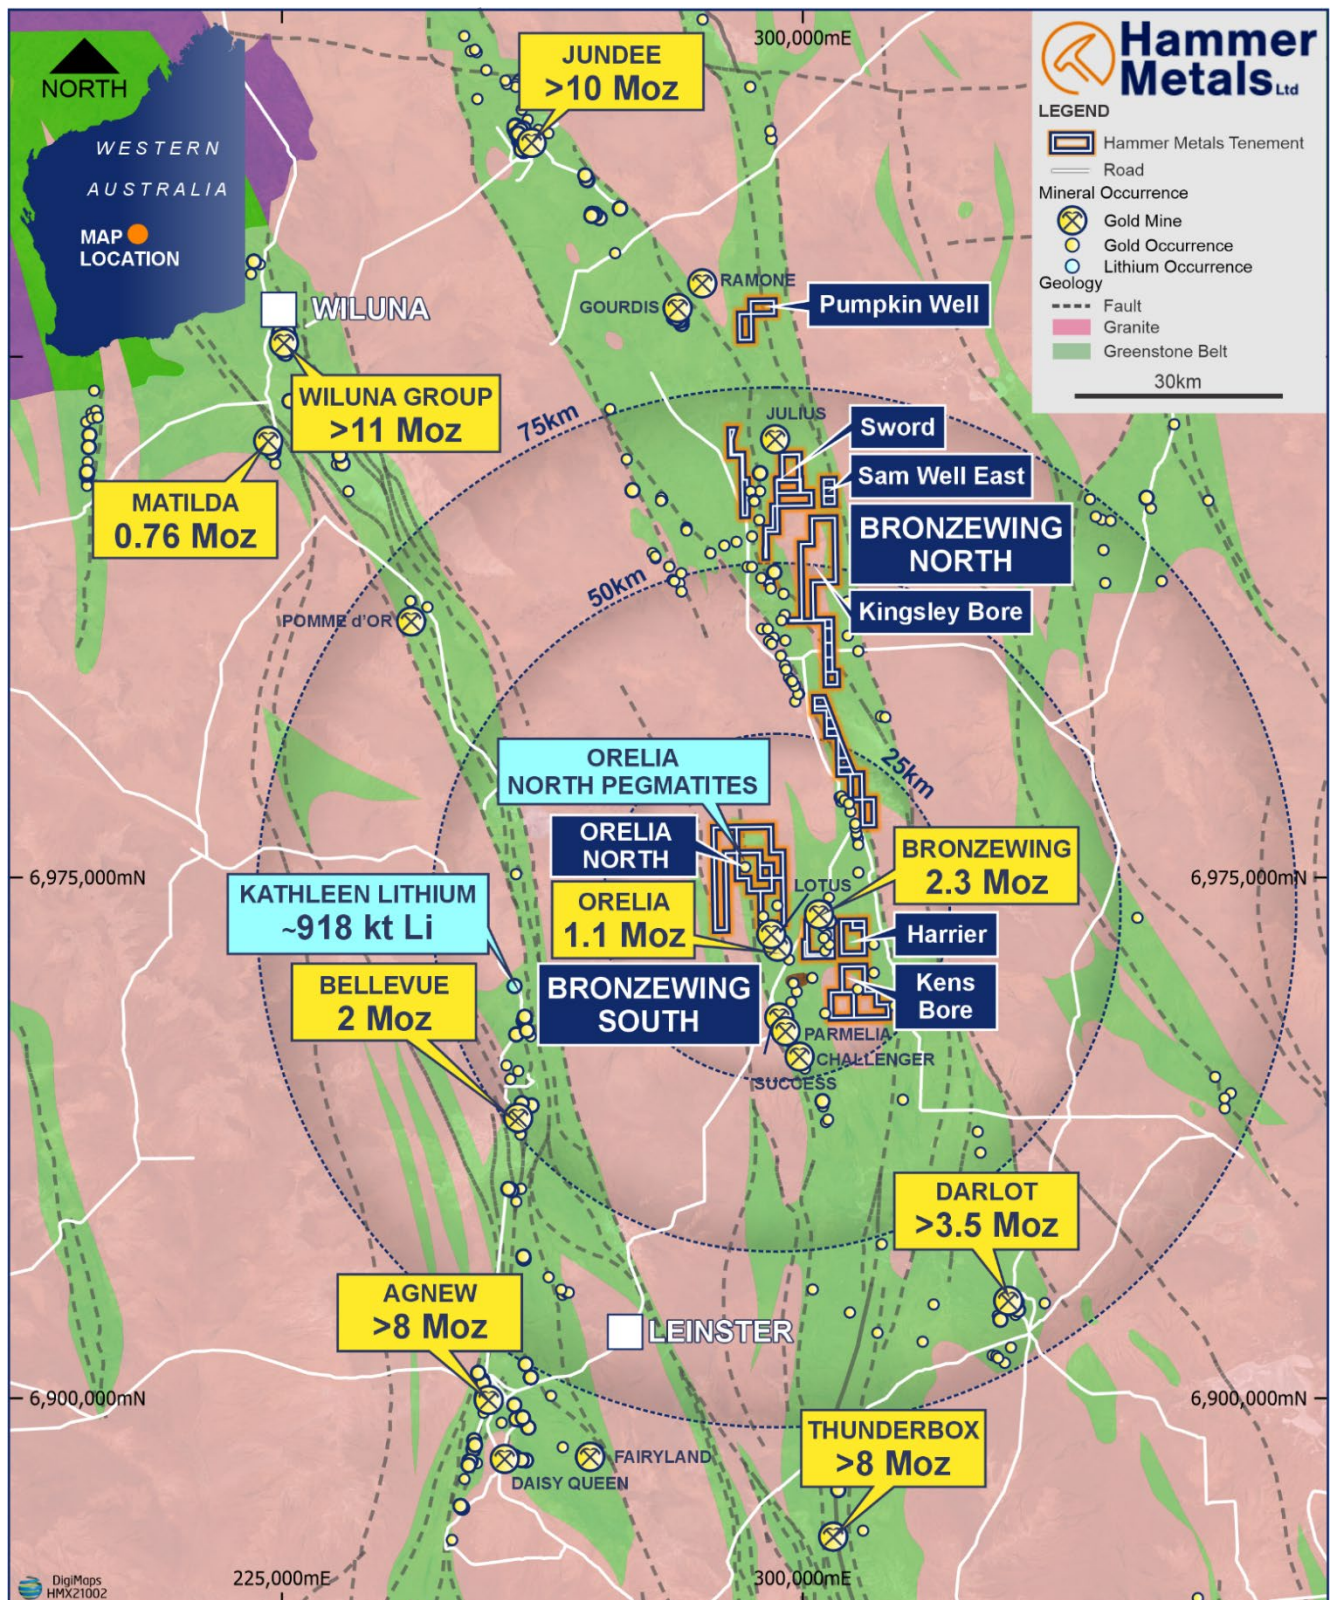 300,000mE
Hammer
Metals Ltd
LEGEND
Hammer Metals Tenement
Road
Mineral Occurrence
Gold Mine
Gold Occurrence
Lithium Occurrence
Geology
Fault
Granite
Greenstone Belt
30km
NORTH
WESTERN
AUSTRALIA
MAP
LOCATION
JUNDEE
>10 Moz
RAMONE
GOURDIS
Pumpkin Well
WILUNA
WILUNA GROUP
>11 Moz
75km
JULIUS
Sword
Sam Well East
MATILDA
0.76 Moz
BRONZEWING
NORTH
50km
Kingsley Bore
POMME d'OR
25km
ORELIA
NORTH PEGMATITES
ORELIA
NORTH
BRONZEWING
2.3 Moz
6,975,000mN
6,975,000mN
KATHLEEN LITHIUM
~918 kt Li
LOTUS
ORELIA
1.1 Moz
Harrier
BELLEVUE
2 Moz
BRONZEWING
SOUTH
Kens
Bore
PARMELIA
CHALLENGER
SUCCESS
DARLOT
>3.5 Moz
AGNEW
>8 Moz
LEINSTER
6,900,000mN
6,900,000mN
THUNDERBOX
>8 Moz
FAIRYLAND
DAISY QUEEN
DigiMaps
HMX21002
225,000mE
300,000mE